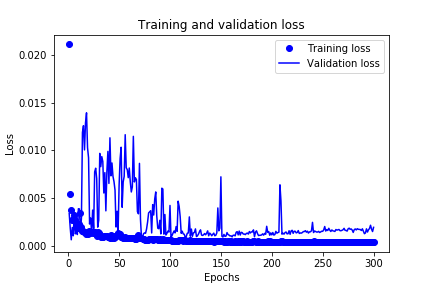 Training and validation loss
Training loss
Validation loss
0.020
0.015
0.010
0.005
0.000
Loss
0
50
100
150
200
250
300
Epochs